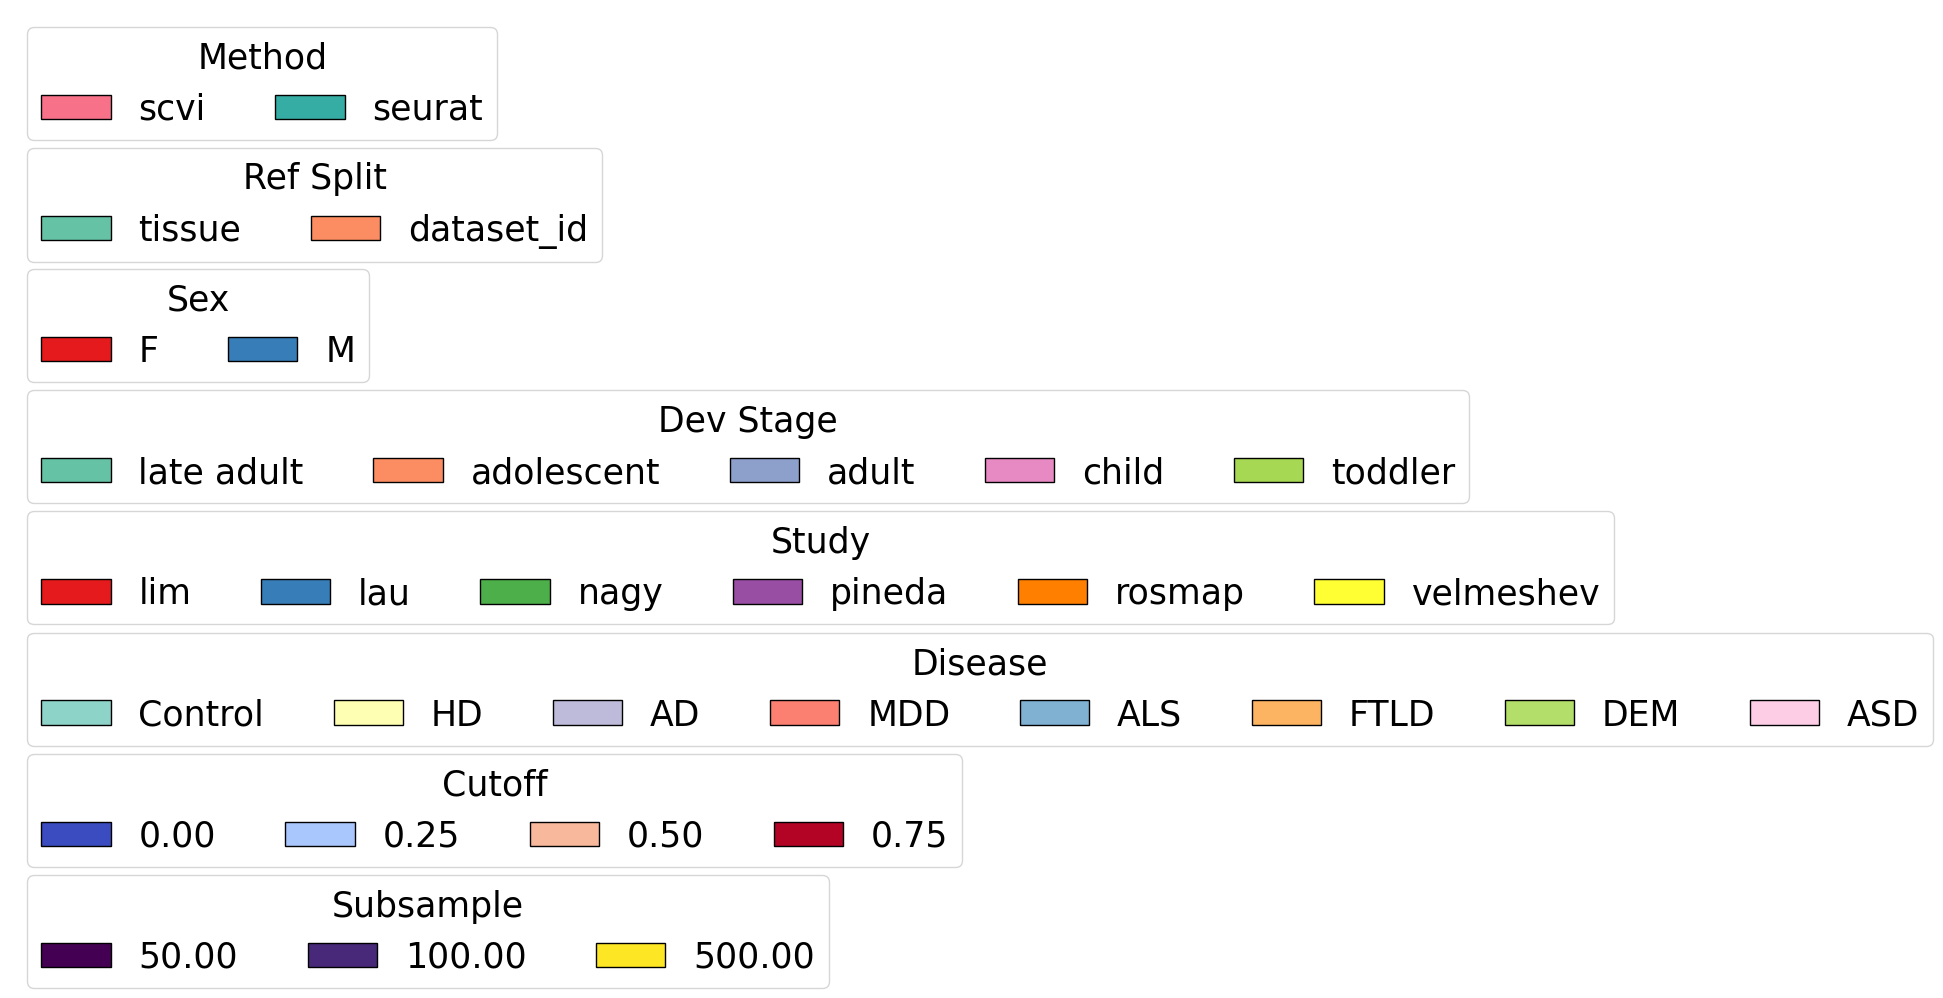 Method
scvi seurat
Ref Split
tissue dataset_id
Sex
F M
Dev Stage
late adult adolescent adult child toddler
Study
lim lau nagy pineda rosmap velmeshev
Disease
Control HD AD MDD ALS FTLD DEM ASD
Cutoff
0.00 0.25 0.50 0.75
Subsample
50.00 100.00 500.00